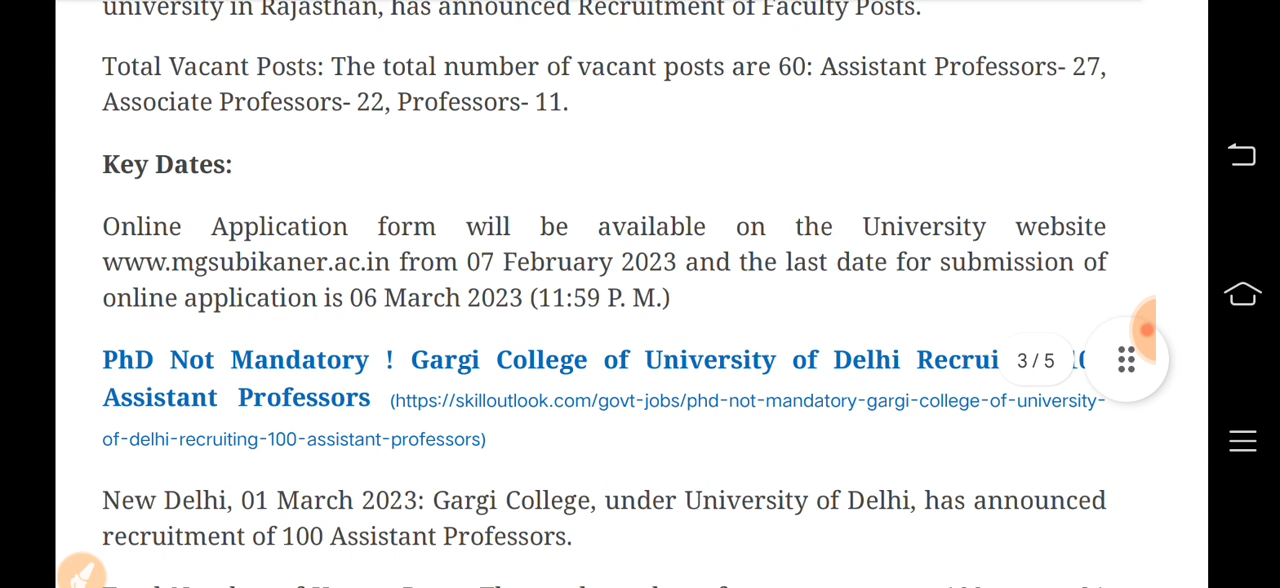 university in Rajasthan, has announced Recruitment of Faculty Posts.
Total Vacant Posts: The total number of vacant posts are 60: Assistant Professors- 27,
Associate Professors- 22, Professors- 11.
Key Dates:
Online Application form will be available on the University website
www.mgsubikaner.ac.in from 07 February 2023 and the last date for submission of
online application is 06 March 2023 (11:59 P. M.)
PhD Not Mandatory ! Gargi College of University of Delhi
3 / 5
Assistant Professors (https://skilloutlook.com/govt-jobs/phd-not-mandatory-gargi-college-of-university-
of-delhi-recruiting-100-assistant-professors)
New Delhi, 01 March 2023: Gargi College, under University of Delhi, has announced
recruitment of 100 Assistant Professors.